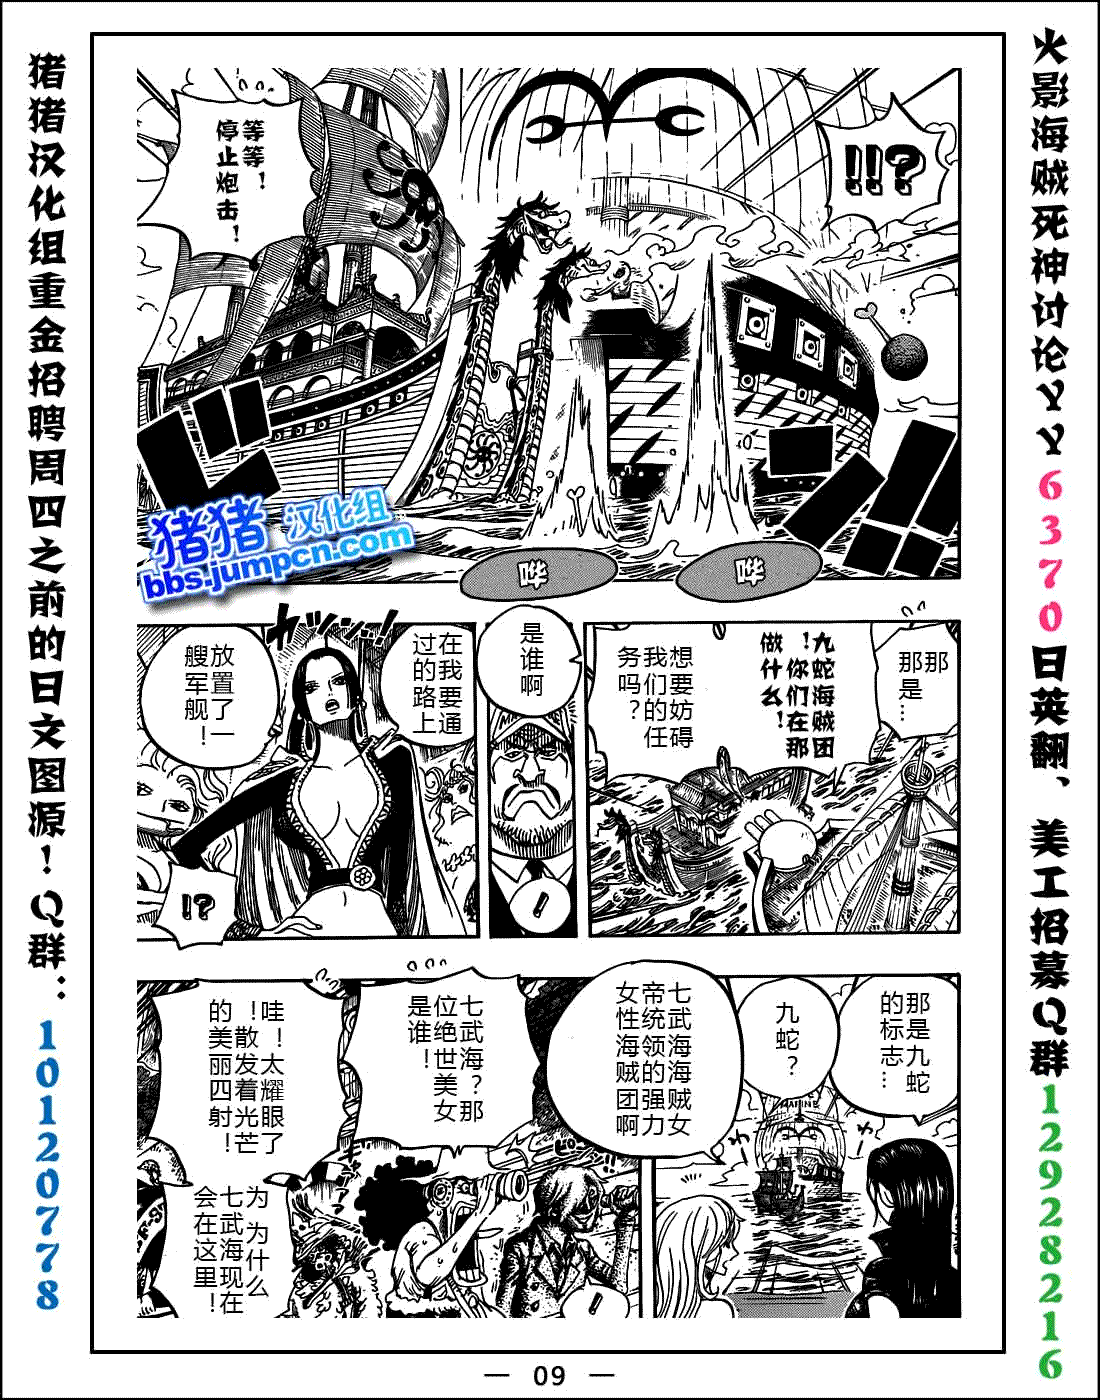 猪猪汉化组重金招聘周四之前的日文图源！Q群：101220778
火影海贼死神讨论YY6370日英翻、美工招募Q群129282166
!!?
等等！
停止炮
击！
ドドン
猪猪汉化组
bbs.jumpcn.com
哗
哗
那
那是…
九蛇海贼团
！你们在那
做什么！
想要妨碍
我们的任
务吗？
是谁
啊
！
在我要通
过的路上
放置了一
艘军舰！
!?
那是九蛇
的标志…
九蛇？
七武海海贼女
帝统领的强力
女性海贼团啊
MARINE
七武海？那
位绝世美女
是谁！
！
哇！太耀眼了
！散发着光芒
的美丽四射！
为 为什么
七武海现在
会在这里！
— 09 —